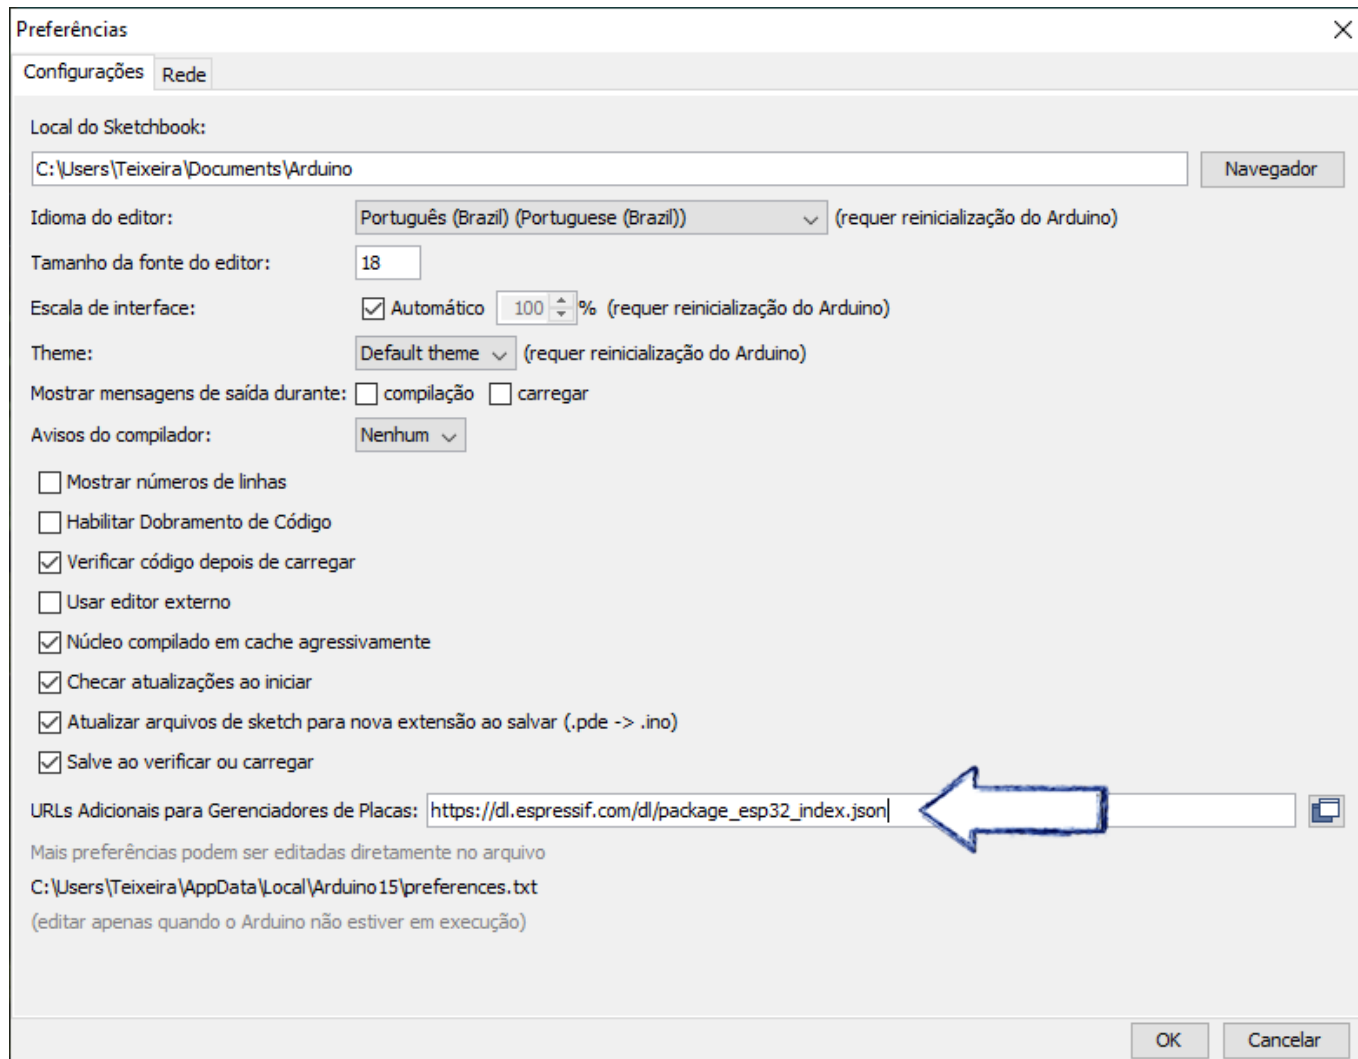 Preferências
Configurações Rede
Local do Sketchbook:
C:\Users\Teixeira\Documents\Arduino Navegador
Idioma do editor: Português (Brazil) (Portuguese (Brazil)) (requer reinicialização do Arduino)
Tamanho da fonte do editor: 18
Escala de interface: Automático 100 % (requer reinicialização do Arduino)
Theme: Default theme (requer reinicialização do Arduino)
Mostrar mensagens de saída durante: compilação carregar
Avisos do compilador: Nenhum
Mostrar números de linhas
Habilitar Dobramento de Código
Verificar código depois de carregar
Usar editor externo
Núcleo compilado em cache agressivamente
Checar atualizações ao iniciar
Atualizar arquivos de sketch para nova extensão ao salvar (.pde -> .ino)
Salve ao verificar ou carregar
URLs Adicionais para Gerenciadores de Placas: https://dl.espressif.com/dl/package_esp32_index.json
Mais preferências podem ser editadas diretamente no arquivo
C:\Users\Teixeira\AppData\Local\Arduino15\preferences.txt
(editar apenas quando o Arduino não estiver em execução)
OK Cancelar